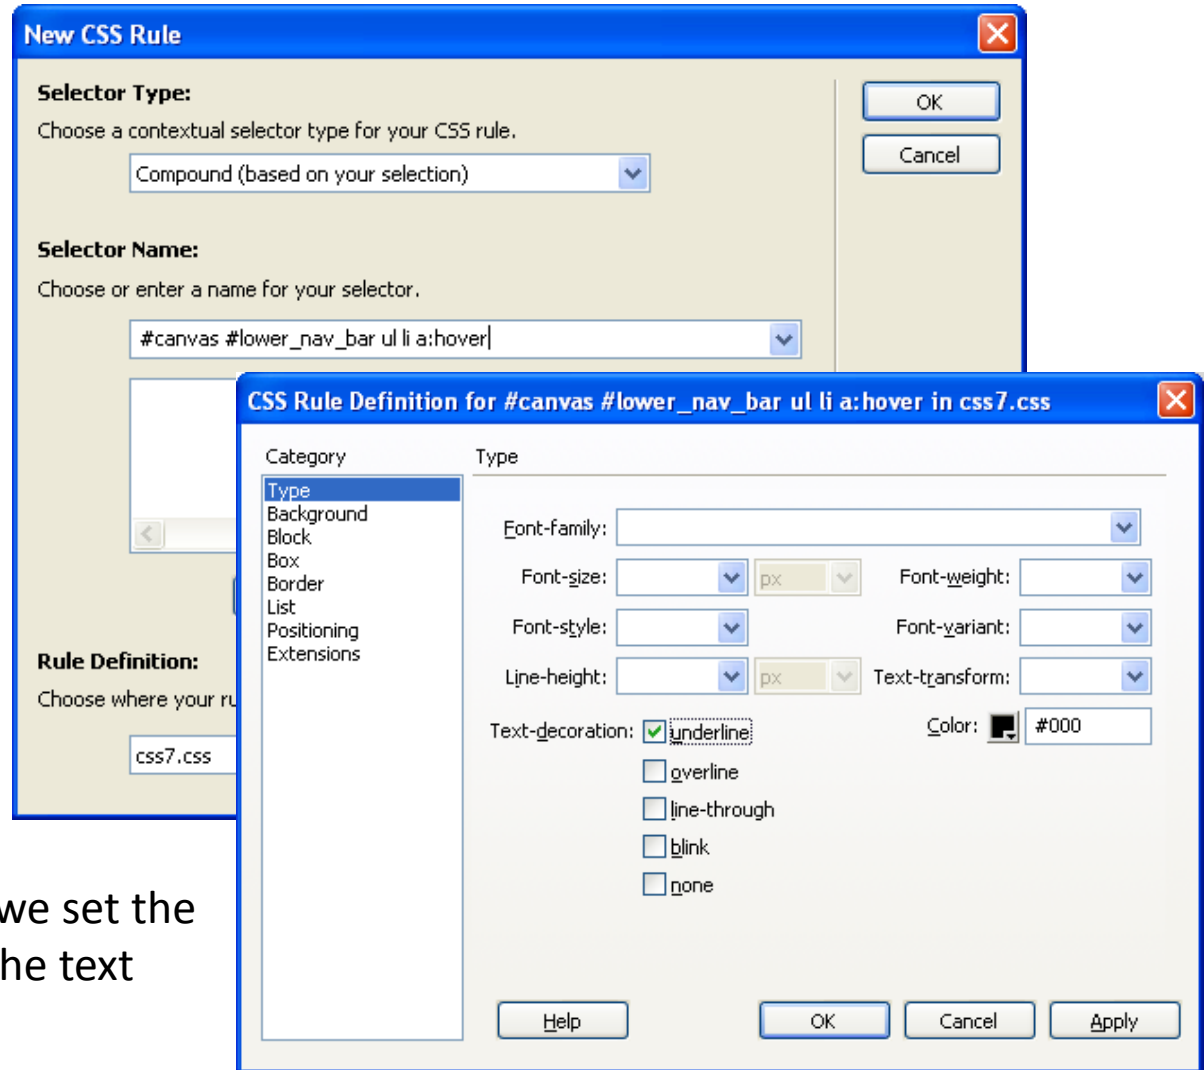 New CSS Rule
Selector Type:
Choose a contextual selector type for your CSS rule.
Compound (based on your selection)
OK
Cancel
Selector Name:
Choose or enter a name for your selector.
#canvas #lower_nav_bar ul li a:hover
Rule Definition:
Choose where your ru
css7.css
CSS Rule Definition for #canvas #lower_nav_bar ul li a:hover in css7.css
Category
Type
Background
Block
Box
Border
List
Positioning
Extensions
Type
Font-family:
Font-size: px Font-weight:
Font-style: Font-variant:
Line-height: px Text-transform:
Text-decoration: underline Color: #000
overline
line-through
blink
none
Help OK Cancel Apply
we set the
he text